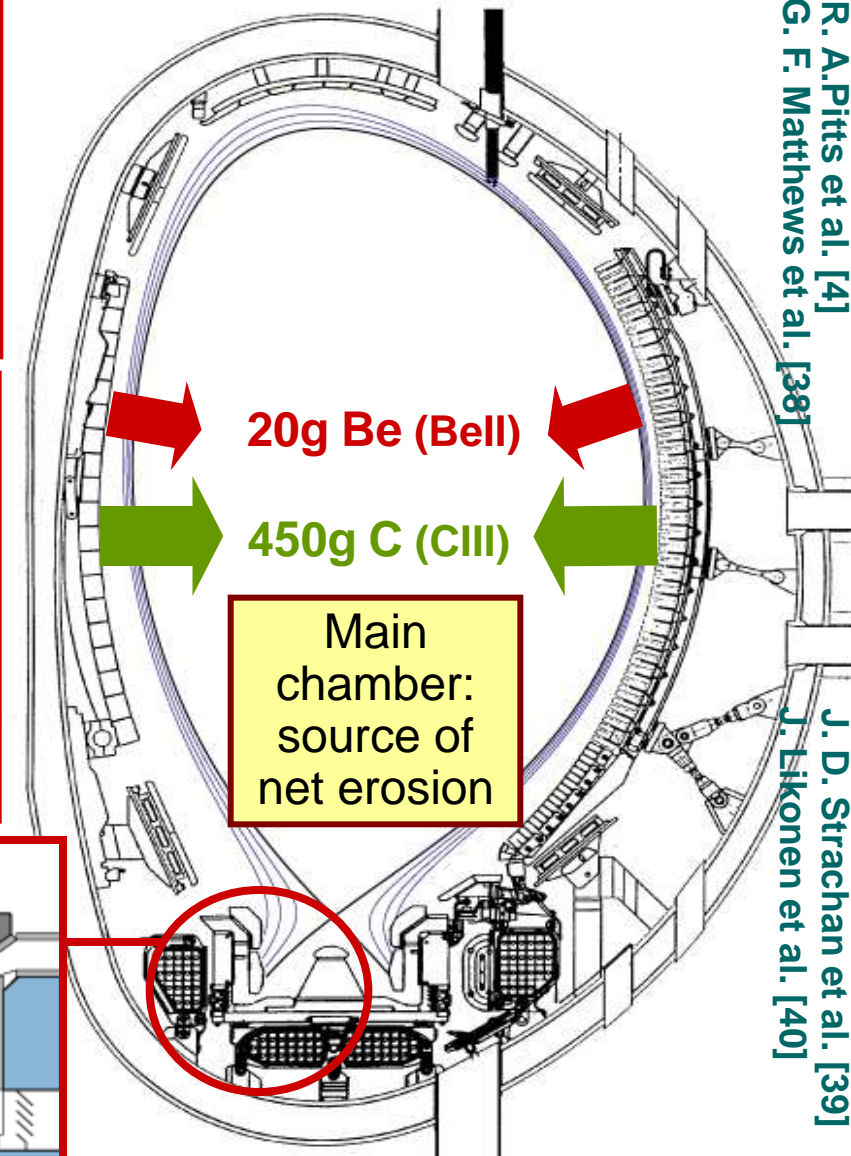 R. A.Pitts et al. [4]
G. F. Matthews et al. [38]
20g Be (BeII)
450g C (CIII)
Main
chamber:
source of
net erosion
J. D. Strachan et al. [39]
J. Likonen et al. [40]